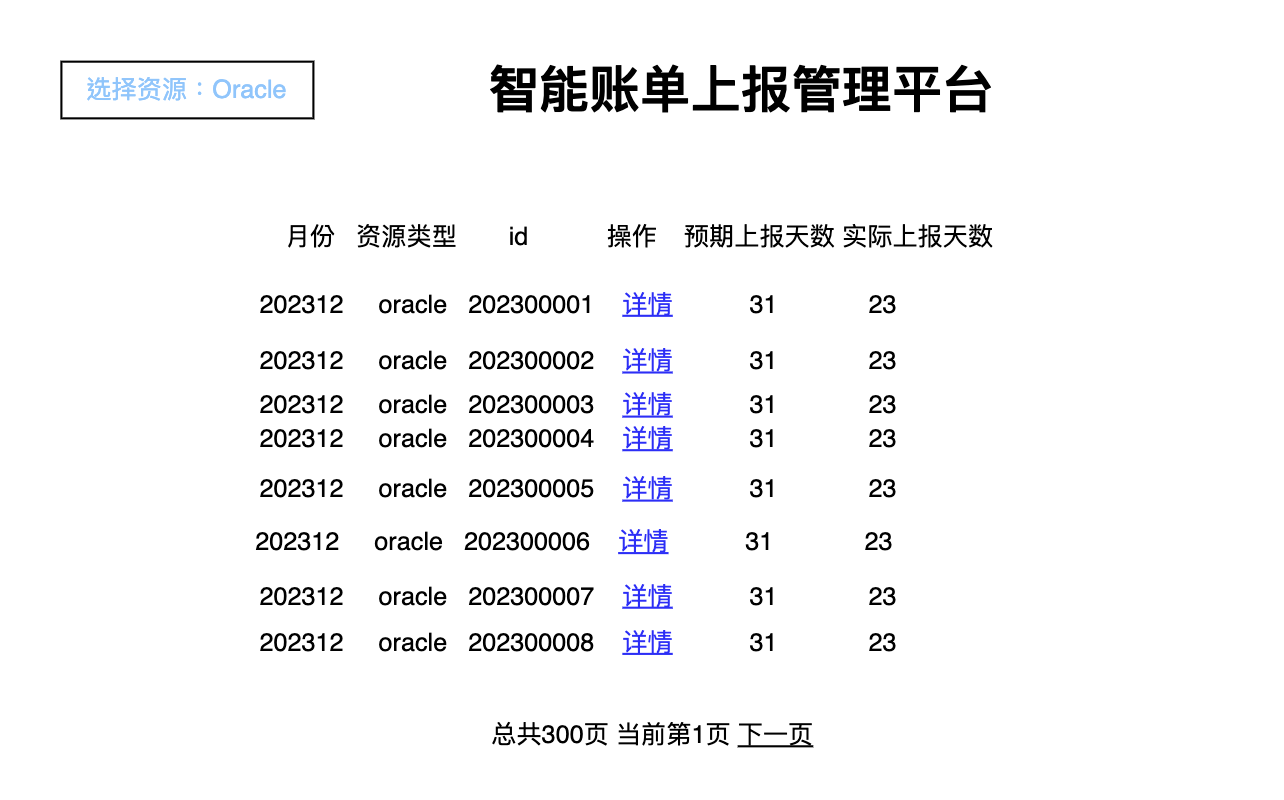 选择资源：Oracle
智能账单上报管理平台
月份 资源类型 id 操作 预期上报天数 实际上报天数
202312 oracle 202300001 详情 31 23
202312 oracle 202300002 详情 31 23
202312 oracle 202300003 详情 31 23
202312 oracle 202300004 详情 31 23
202312 oracle 202300005 详情 31 23
202312 oracle 202300006 详情 31 23
202312 oracle 202300007 详情 31 23
202312 oracle 202300008 详情 31 23
总共300页 当前第1页 下一页